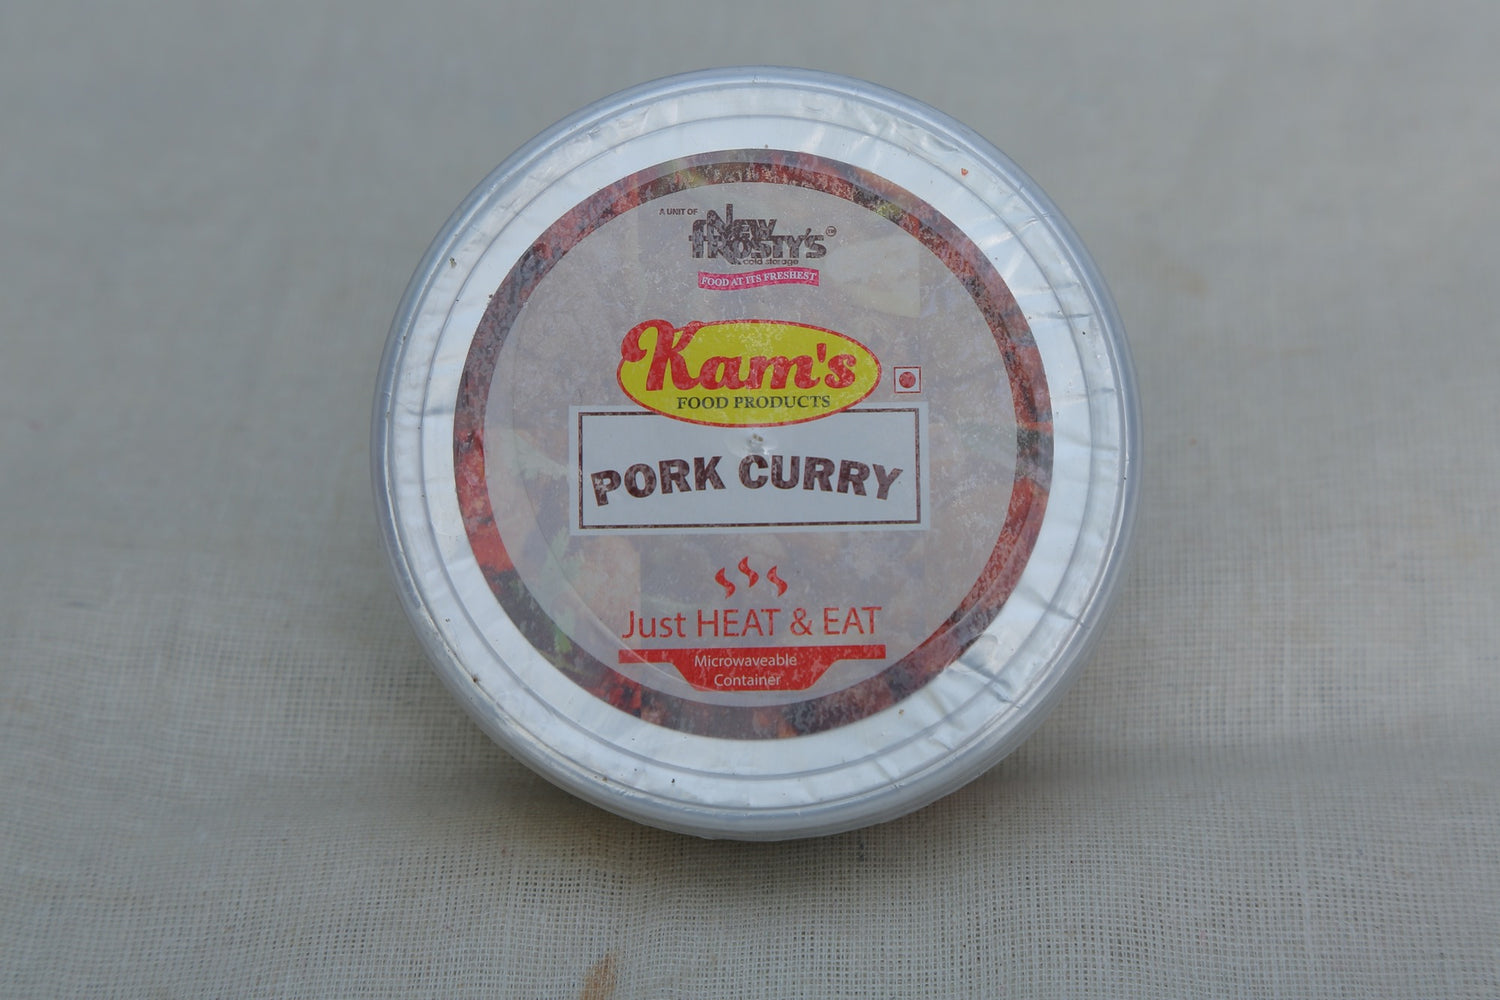 A UNIT OF
NEW
fROSTY'S™
cold storage
FOOD AT ITS FRESHEST
Kam's
FOOD PRODUCTS
PORK CURRY
Just HEAT & EAT
Microwaveable
Container